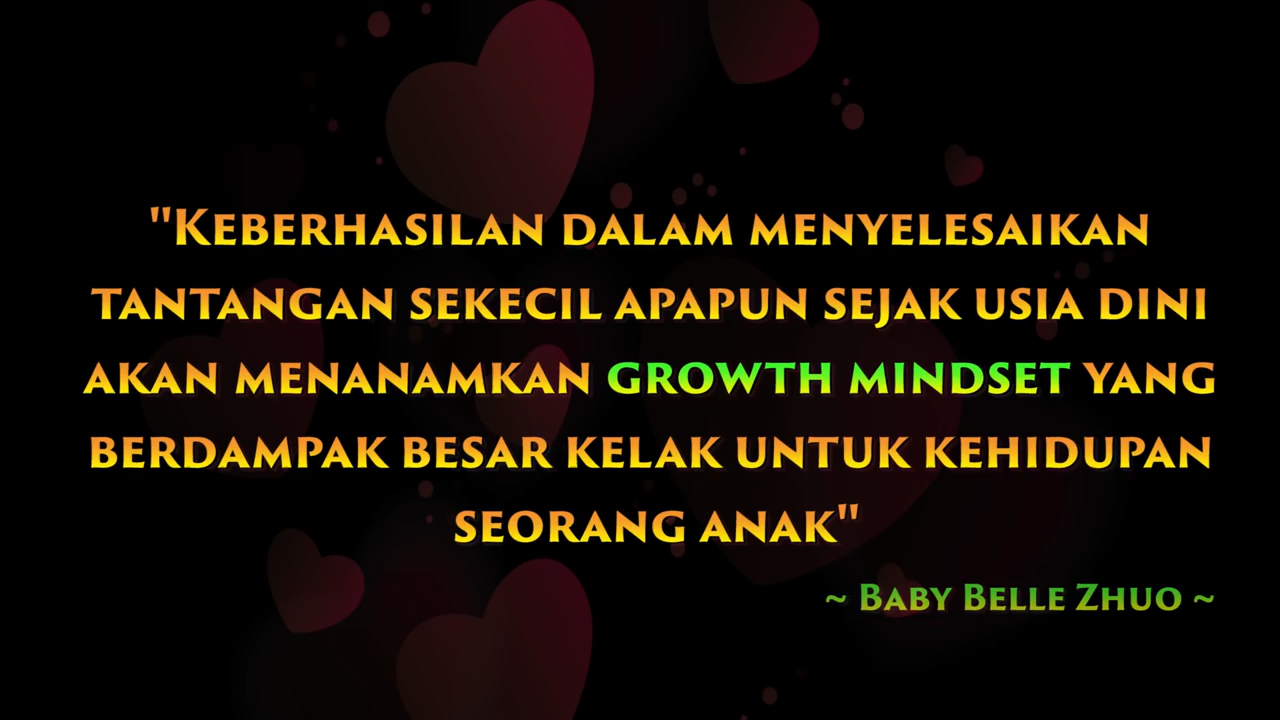 "Keberhasilan dalam menyelesaikan
tantangan sekecil apapun sejak usia dini
akan menanamkan growth mindset yang
berdampak besar kelak untuk kehidupan
seorang anak"
~ Baby Belle Zhuo ~